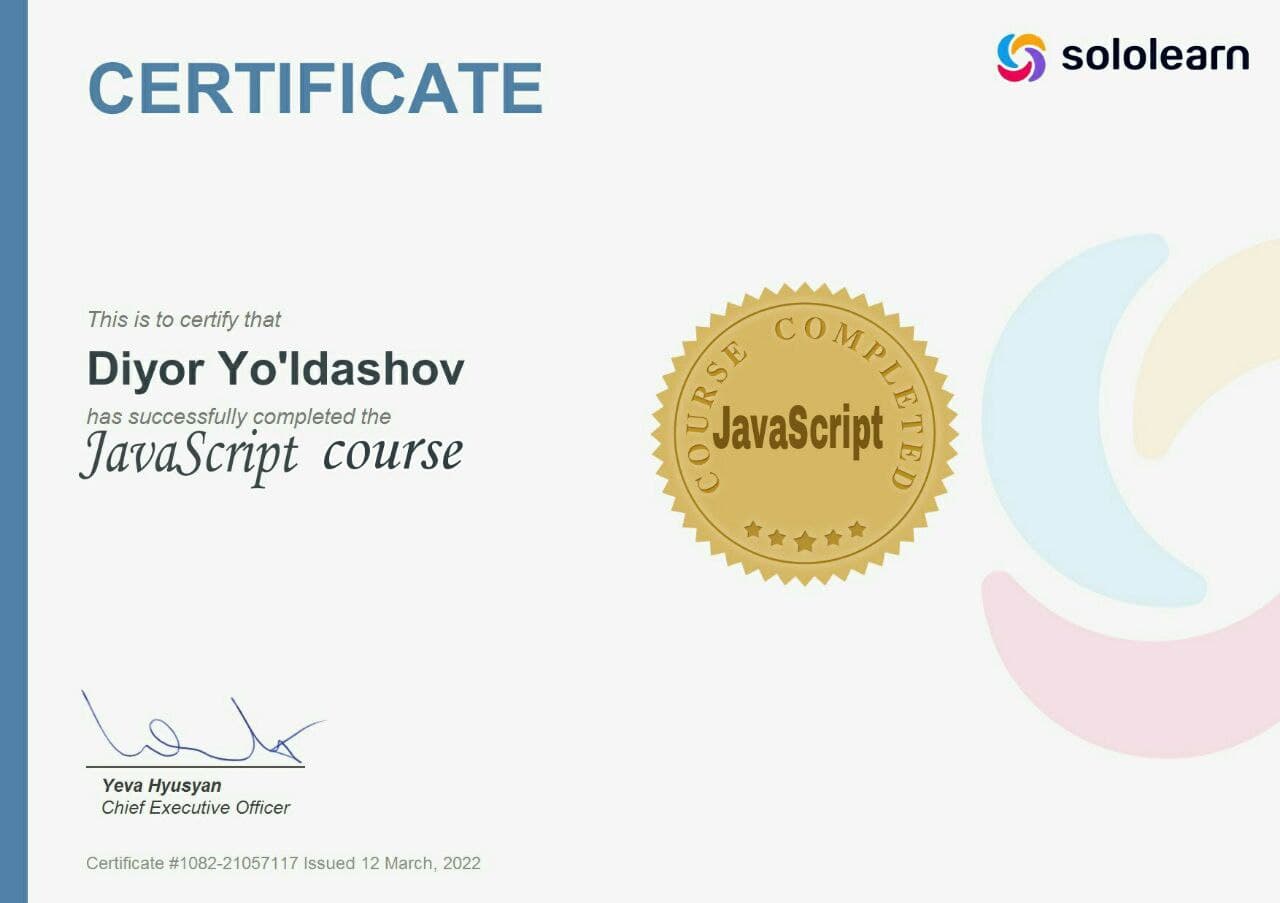 CERTIFICATE
sololearn
This is to certify that
Diyor Yo'ldashov
has successfully completed the
JavaScript course
COURSE COMPLETED
JavaScript
Yeva Hyusyan
Chief Executive Officer
Certificate #1082-21057117 Issued 12 March, 2022